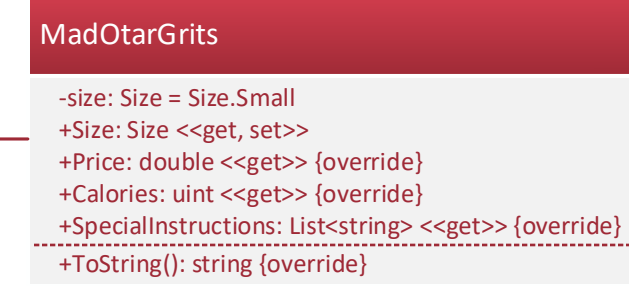 MadOtarGrits
-size: Size = Size.Small
+Size: Size <<get, set>>
+Price: double <<get>> {override}
+Calories: uint <<get>> {override}
+SpecialInstructions: List<string> <<get>> {override}
+ToString(): string {override}